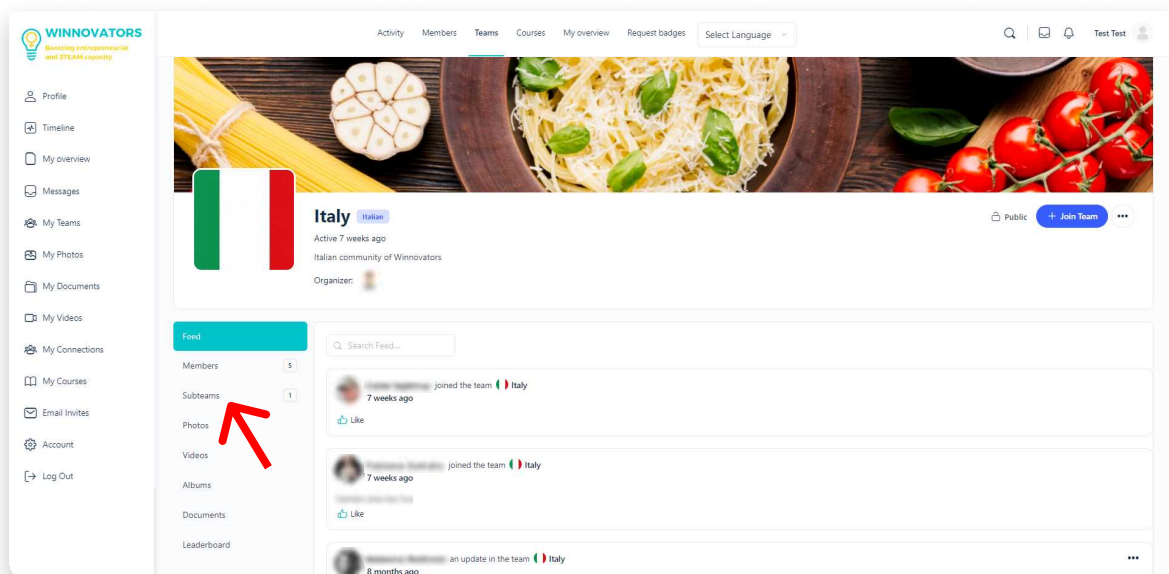 WINNOVATORS
Boosting entrepreneurial
and STEAM capacity
Activity Members Teams Courses My overview Request badges Select Language
Test Test
Profile
Timeline
My overview
Messages
My Teams
My Photos
My Documents
My Videos
My Connections
My Courses
Email Invites
Account
Log Out
Italy Italian
Active 7 weeks ago
Italian community of Winnovators
Organizer:
Public + Join Team
Feed
Members 5
Subteams 1
Photos
Videos
Albums
Documents
Leaderboard
Search Feed...
joined the team Italy
7 weeks ago
Like
joined the team Italy
7 weeks ago
Like
an update in the team Italy
8 months ago